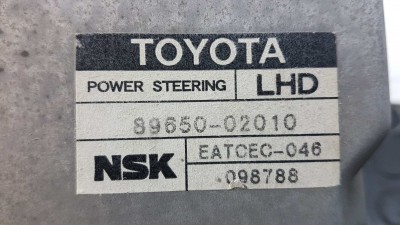 TOYOTA
POWER STEERING LHD
89650-02010
NSK EATCEC-046
098788